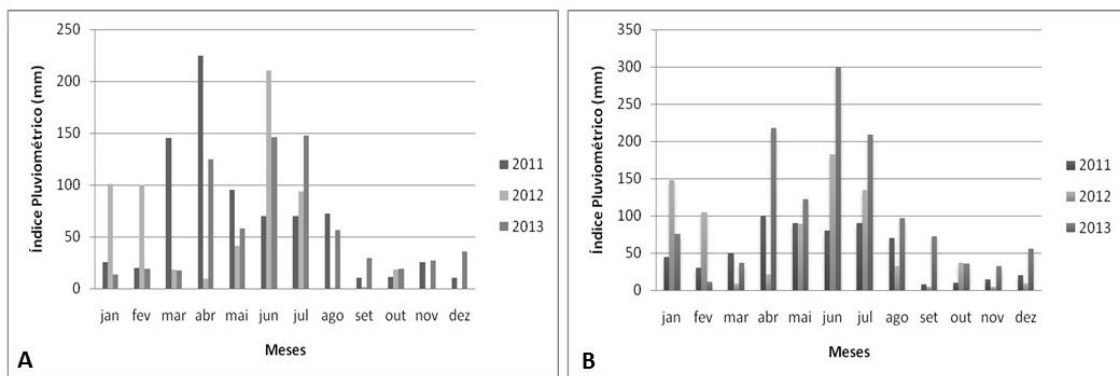 Índice Pluviométrico (mm)
250
200
150
100
50
0
jan fev mar abr mai jun jul ago set out nov dez
Meses
2011
2012
2013
A
Índice Pluviométrico (mm)
350
300
250
200
150
100
50
0
jan fev mar abr mai jun jul ago set out nov dez
Meses
2011
2012
2013
B